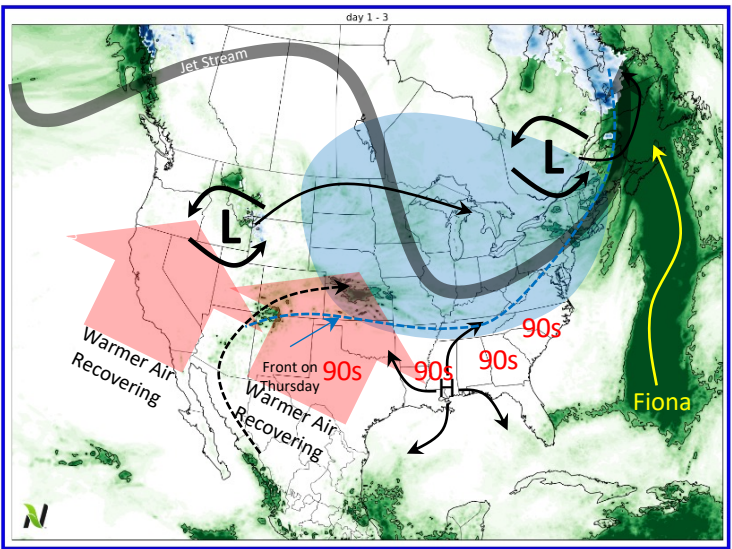 day 1 - 3
Jet Stream
L
L
Warmer Air
Recovering
Front on
Thursday
90s
90s
90s
90s
H
Warmer Air
Recovering
Fiona
N